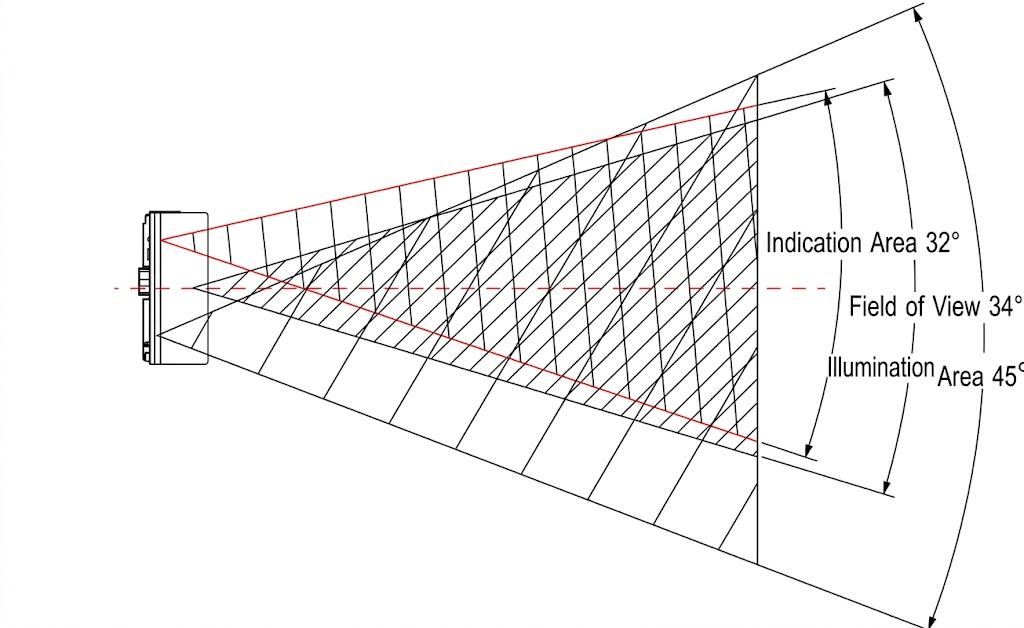 Indication Area 32°
Field of View 34°
Illumination Area 45°